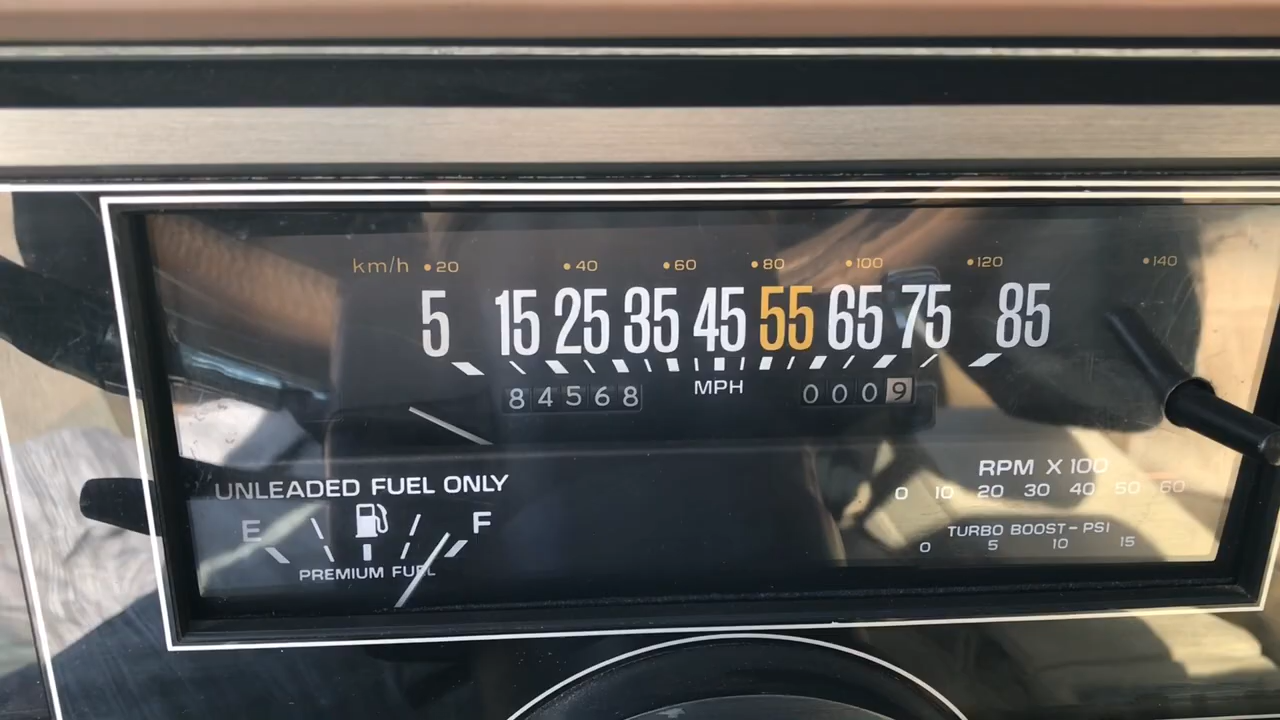 km/h 20 40 60 80 100 120 140
5 15 25 35 45 55 65 75 85
MPH
84568 0009
UNLEADED FUEL ONLY
E F
PREMIUM FUEL
RPM X 100
0 10 20 30 40 50 60
TURBO BOOST-PSI
0 5 10 15